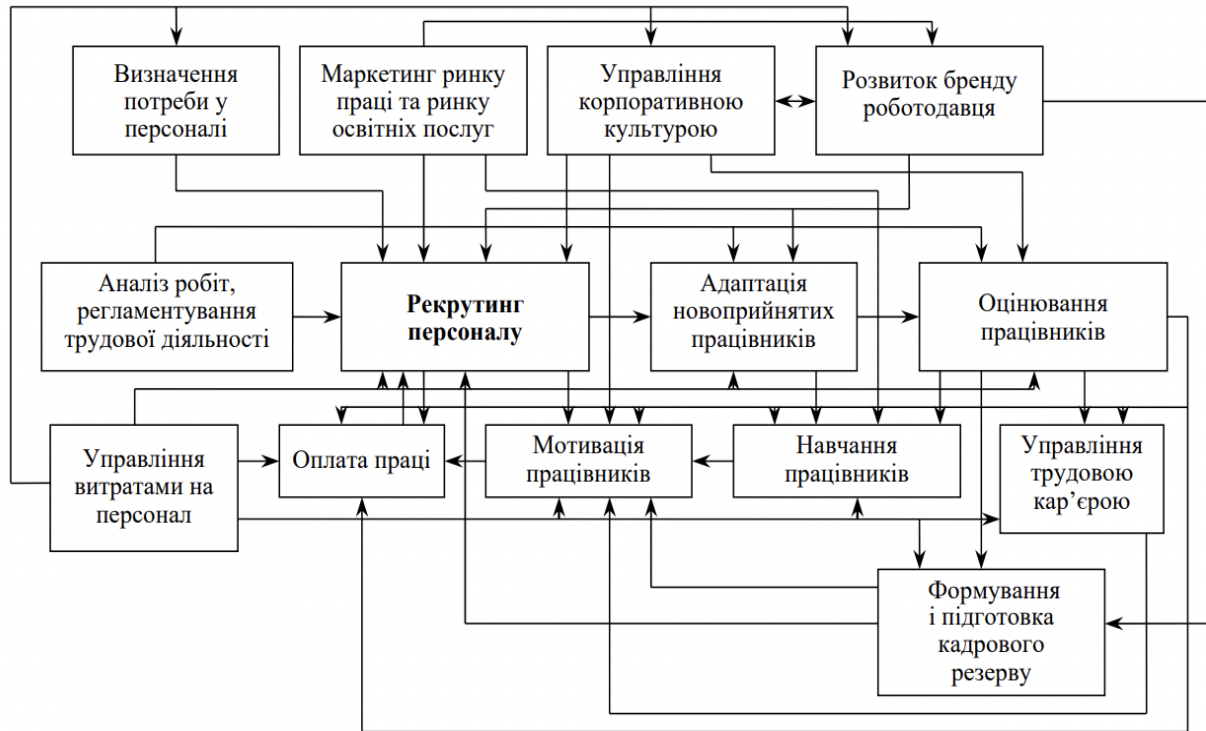 Визначення
потреби у
персоналі
Маркетинг ринку
праці та ринку
освітніх послуг
Управління
корпоративною
культурою
Розвиток бренду
роботодавця
Аналіз робіт,
регламентування
трудової діяльності
Рекрутинг
персоналу
Адаптація
новоприйнятих
працівників
Оцінювання
працівників
Управління
витратами на
персонал
Оплата праці
Мотивація
працівників
Навчання
працівників
Управління
трудовою
кар’єрою
Формування
і підготовка
кадрового
резерву